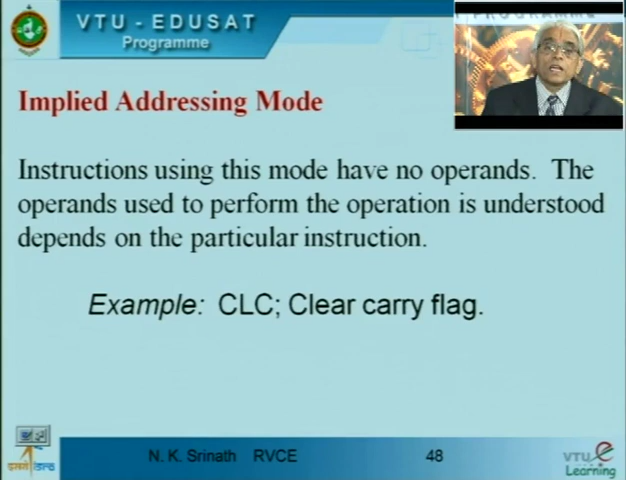 VTU - EDUSAT
Programme
PROGRAMME
Implied Addressing Mode
Instructions using this mode have no operands. The
operands used to perform the operation is understood
depends on the particular instruction.
Example: CLC; Clear carry flag.
N. K. Srinath RVCE 48
VTU e
Learning